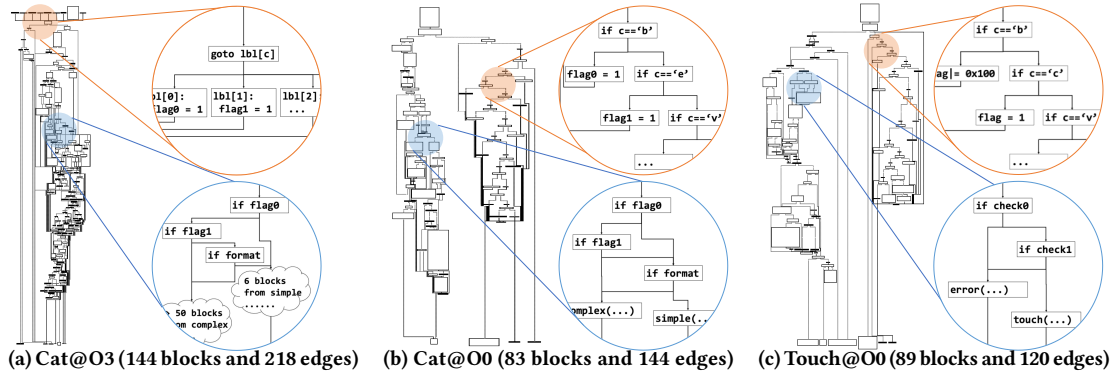 goto lbl[c]
lbl[0]:
flag0 = 1
lbl[1]:
flag1 = 1
lbl[2]
...
if flag0
if flag1
if format
6 blocks
from simple
......
50 blocks
om complex
(a) Cat@O3 (144 blocks and 218 edges)
if c==‘b’
flag0 = 1
if c==‘e’
flag1 = 1
if c==‘v’
...
if flag0
if flag1
if format
omplex(...)
simple(..
(b) Cat@O0 (83 blocks and 144 edges)
if c==‘b’
ag|= 0x100
if c==‘c’
flag = 1
if c==‘v’
...
if check0
if check1
error(...)
touch(...)
(c) Touch@O0 (89 blocks and 120 edges)